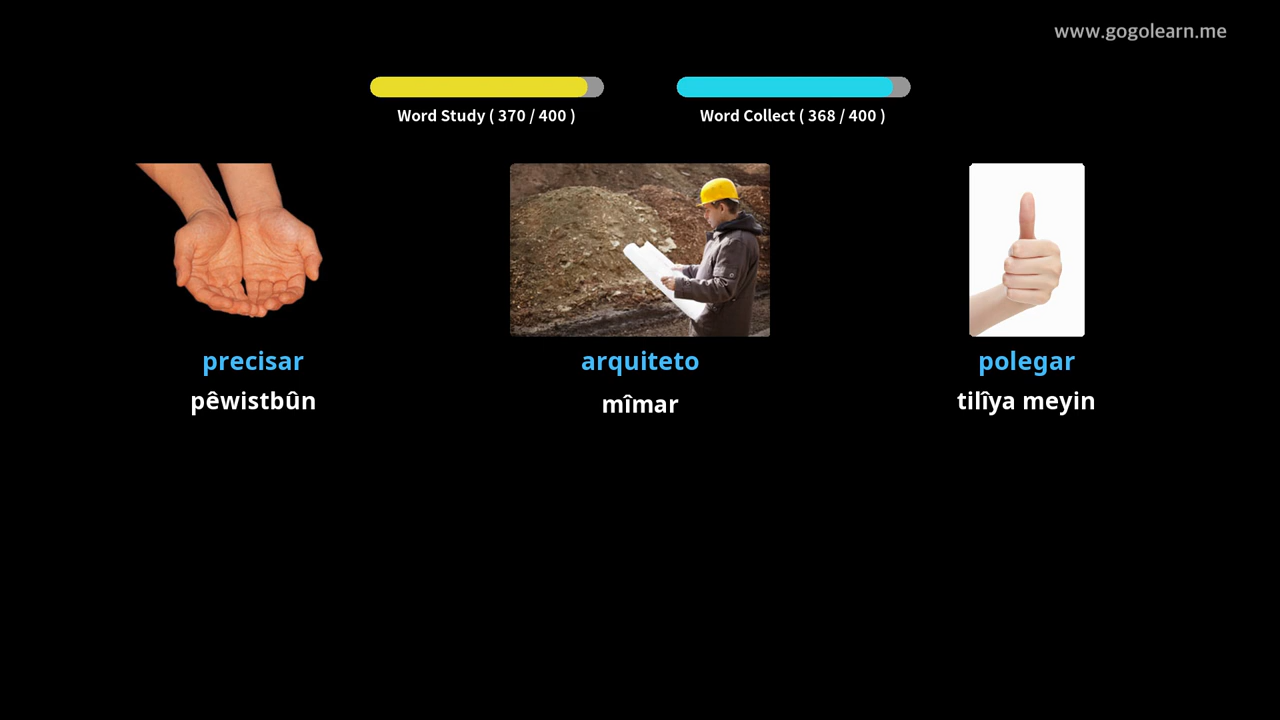 www.gogolearn.me
Word Study ( 370 / 400 )
Word Collect ( 368 / 400 )
precisar
arquiteto
polegar
pêwistbûn
mîmar
tilîya meyin